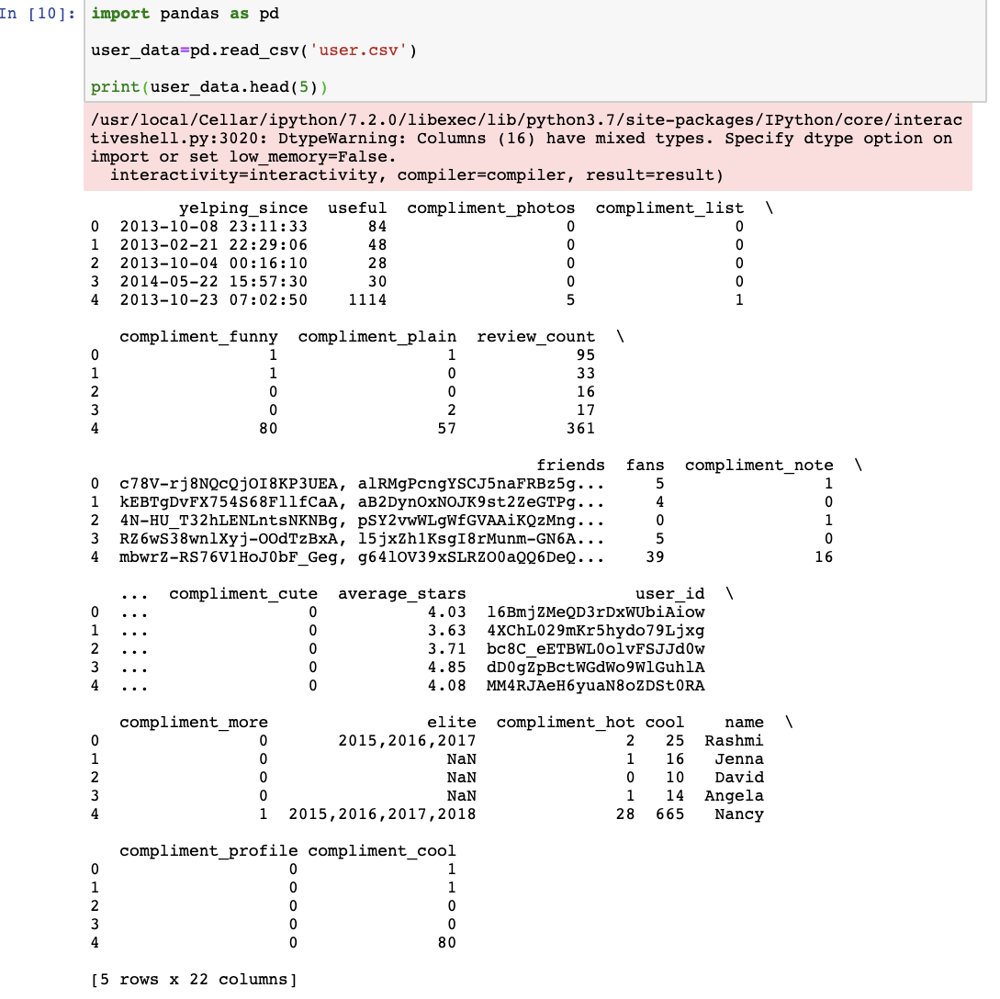 In [10]: import pandas as pd
user_data=pd.read_csv('user.csv')
print(user_data.head(5))
/usr/local/Cellar/ipython/7.2.0/libexec/lib/python3.7/site-packages/IPython/core/interac
tiveshell.py:3020: DtypeWarning: Columns (16) have mixed types. Specify dtype option on
import or set low_memory=False.
interactivity=interactivity, compiler=compiler, result=result)
yelping_since useful compliment_photos compliment_list \
0 2013-10-08 23:11:33 84 0 0
1 2013-02-21 22:29:06 48 0 0
2 2013-10-04 00:16:10 28 0 0
3 2014-05-22 15:57:30 30 0 0
4 2013-10-23 07:02:50 1114 5 1
compliment_funny compliment_plain review_count \
0 1 1 95
1 1 0 33
2 0 0 16
3 0 2 17
4 80 57 361
friends fans compliment_note \
0 c78V-rj8NQcQjOI8KP3UEA, alRMgPcngYSCJ5naFRBz5g... 5 1
1 kEBTgDvFX754S68FllfCaA, aB2DynOxNOJK9st2ZeGTPg... 4 0
2 4N-HU_T32hLENLntsNKNBg, pSY2vwWLgWfGVAAiKQzMng... 0 1
3 RZ6wS38wnlXyj-OOdTzBxA, l5jxZh1KsgI8rMunm-GN6A... 5 0
4 mbwrZ-RS76V1HoJ0bF_Geg, g64lOV39xSLRZO0aQQ6DeQ... 39 16
... compliment_cute average_stars user_id \
0 ... 0 4.03 l6BmjZMeQD3rDxWUbiAiow
1 ... 0 3.63 4XChL029mKr5hydo79Ljxg
2 ... 0 3.71 bc8C_eETBWL0olvFSJJd0w
3 ... 0 4.85 dD0gZpBctWGdWo9WlGuhlA
4 ... 0 4.08 MM4RJAeH6yuaN8oZDSt0RA
compliment_more elite compliment_hot cool name \
0 0 2015,2016,2017 2 25 Rashmi
1 0 NaN 1 16 Jenna
2 0 NaN 0 10 David
3 0 NaN 1 14 Angela
4 1 2015,2016,2017,2018 28 665 Nancy
compliment_profile compliment_cool
0 0 1
1 0 1
2 0 0
3 0 0
4 0 80
[5 rows x 22 columns]